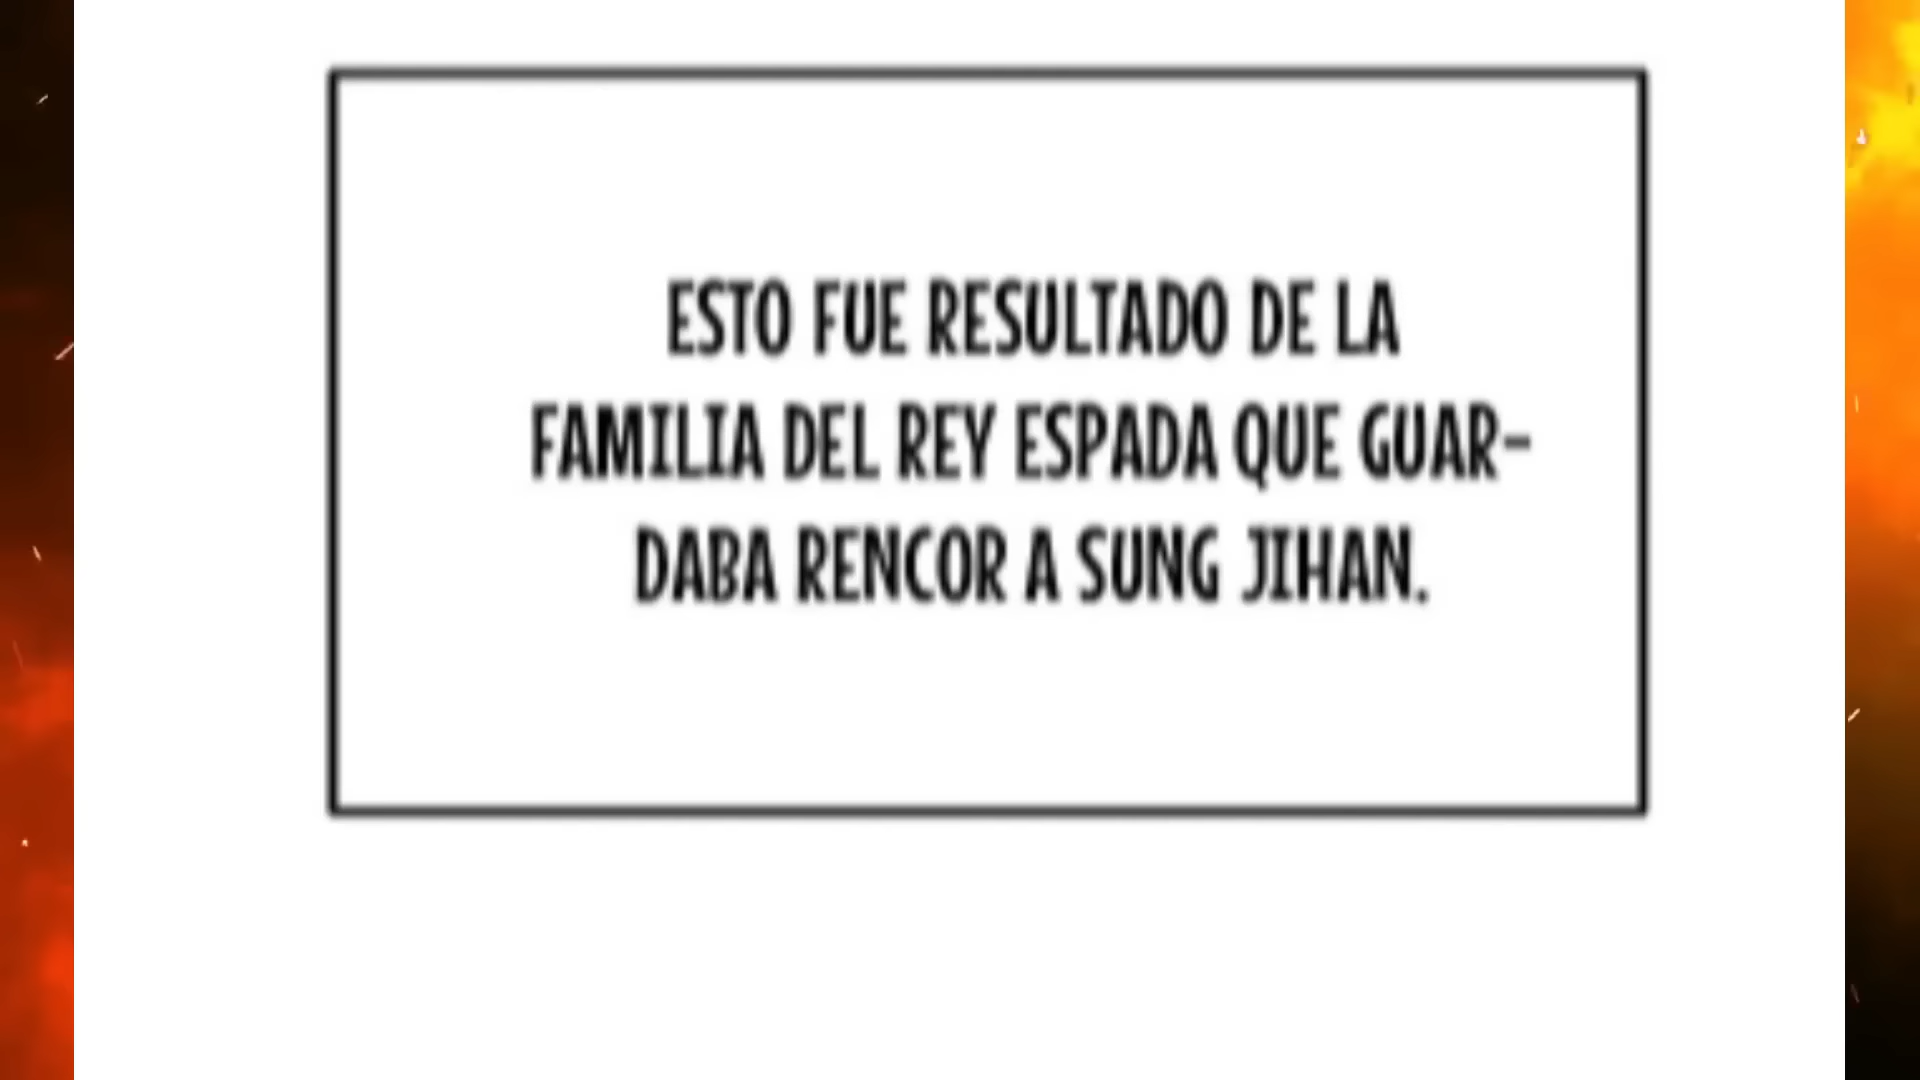 ESTO FUE RESULTADO DE LA
FAMILIA DEL REY ESPADA QUE GUAR-
DABA RENCOR A SUNG JIHAN.